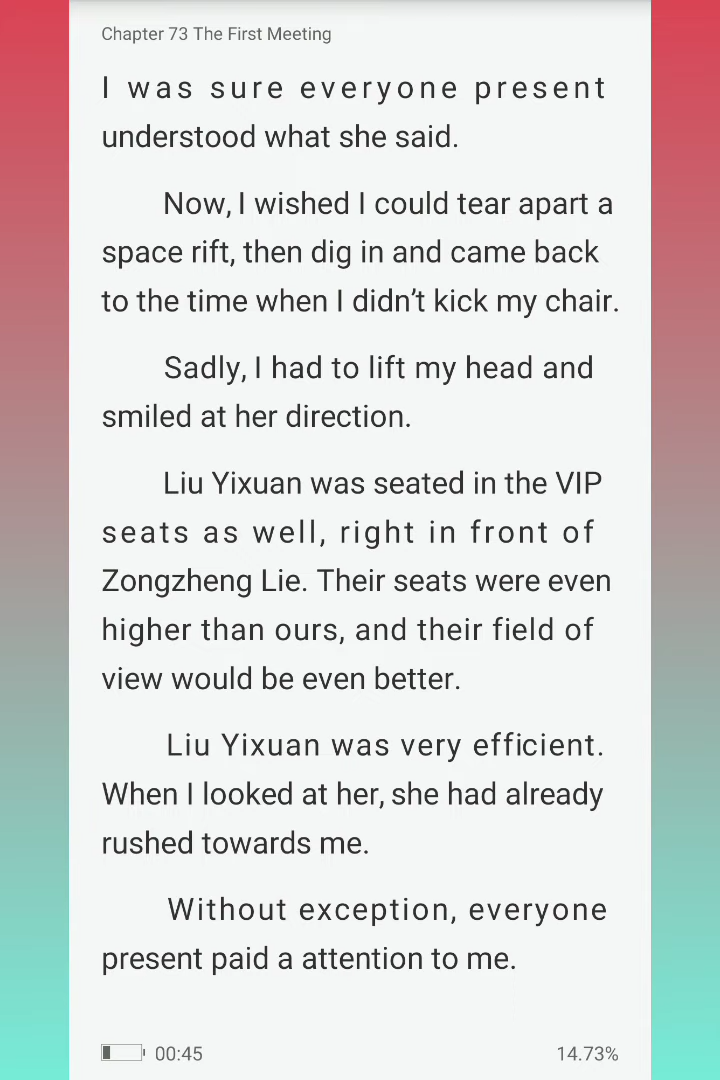 Chapter 73 The First Meeting
I was sure everyone present
understood what she said.
Now, I wished I could tear apart a
space rift, then dig in and came back
to the time when I didn’t kick my chair.
Sadly, I had to lift my head and
smiled at her direction.
Liu Yixuan was seated in the VIP
seats as well, right in front of
Zongzheng Lie. Their seats were even
higher than ours, and their field of
view would be even better.
Liu Yixuan was very efficient.
When I looked at her, she had already
rushed towards me.
Without exception, everyone
present paid a attention to me.
00:45
14.73%